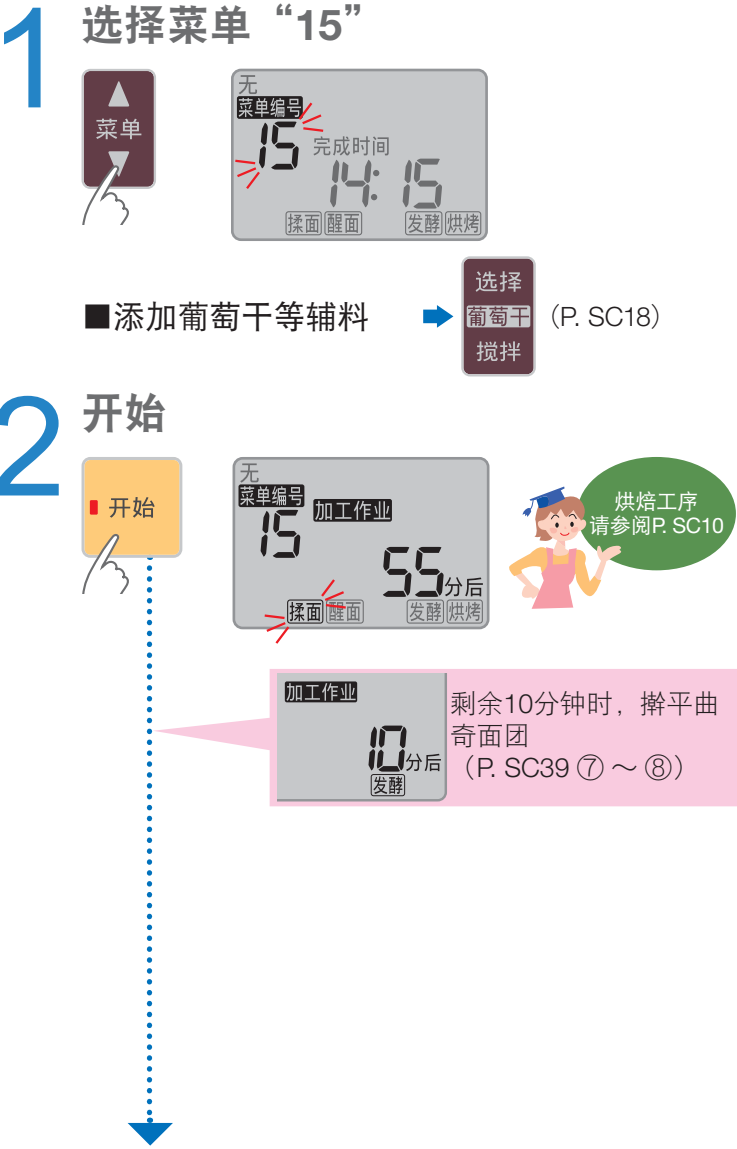 1 选择菜单“15”
菜单
无
菜单编号
15
完成时间
14:15
揉面 醒面 发酵 烘烤
■添加葡萄干等辅料
选择
葡萄干
搅拌
（P. SC18）
2 开始
开始
无
菜单编号
15
加工作业
55分后
揉面 醒面 发酵 烘烤
烘焙工序
请参阅P. SC10
加工作业
10分后
发酵
剩余10分钟时，擀平曲
奇面团
（P. SC39 ⑦～⑧）